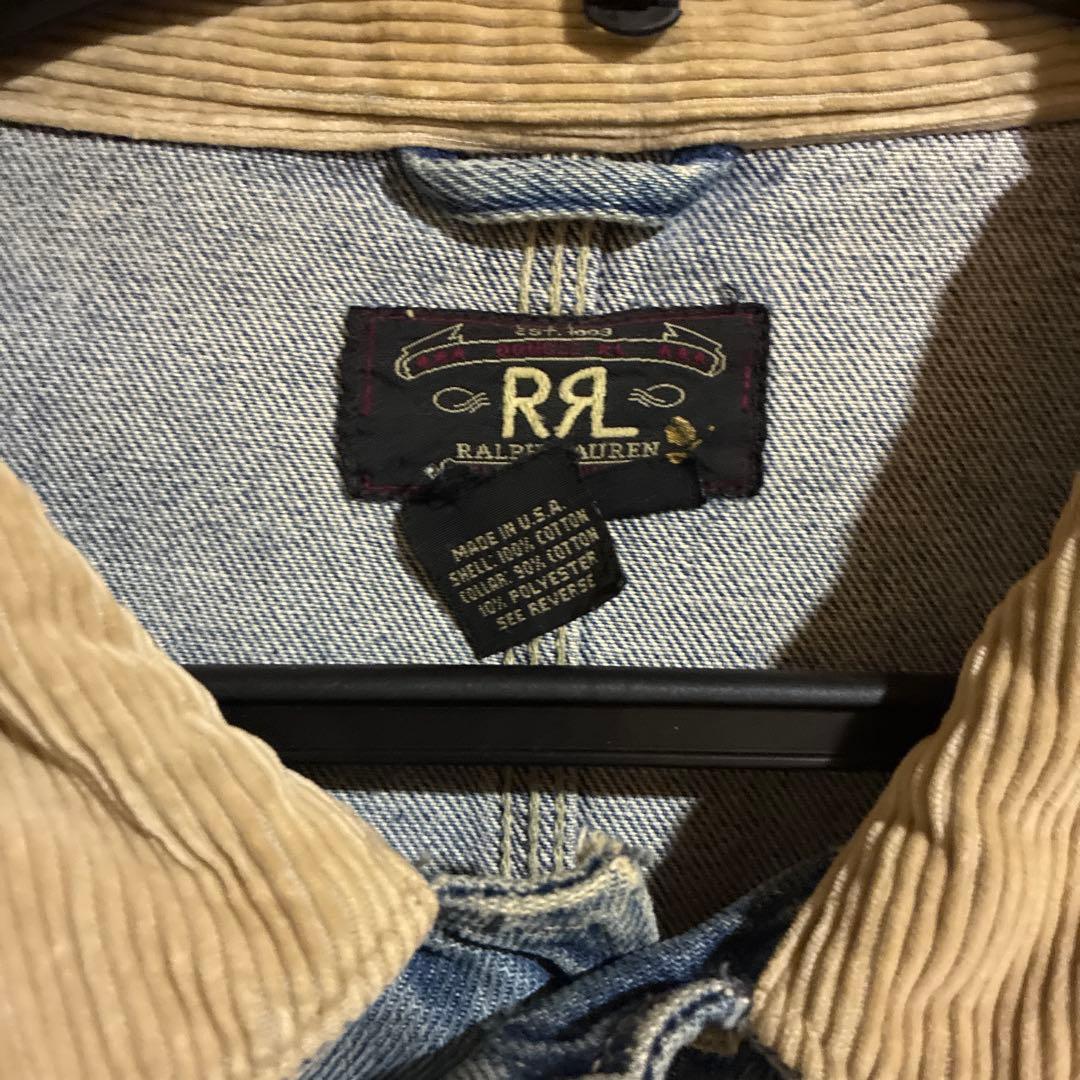 EST. 1993
DOUBLE RL
RRL
RALPH LAUREN
MADE IN U.S.A.
SHELL: 100% COTTON
COLLAR: 90% COTTON
10% POLYESTER
SEE REVERSE